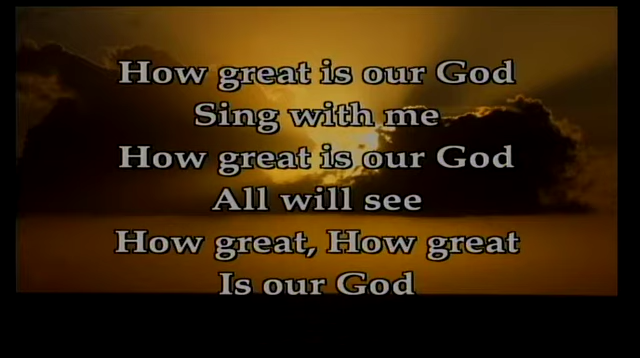 How great is our God
Sing with me
How great is our God
All will see
How great, How great
Is our God